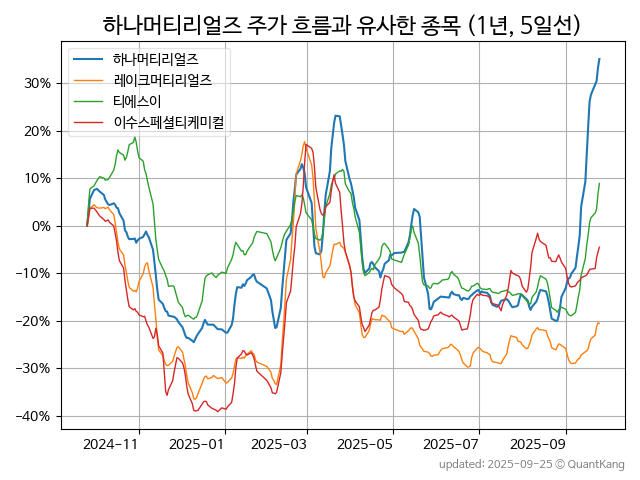 하나머티리얼즈 주가 흐름과 유사한 종목 (1년, 5일선)
하나머티리얼즈
레이크머티리얼즈
티에스이
이수스페셜티케미컬
30%
20%
10%
0%
−10%
−20%
−30%
−40%
2024-11
2025-01
2025-03
2025-05
2025-07
2025-09
updated: 2025-09-25 © QuantKang